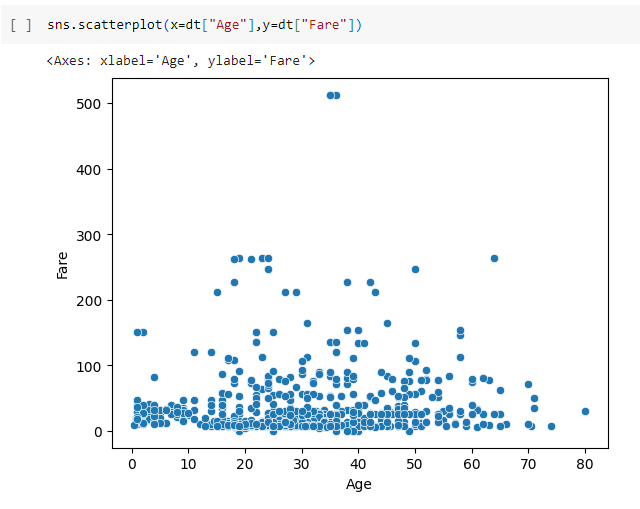 [ ] sns.scatterplot(x=dt["Age"],y=dt["Fare"])
<Axes: xlabel='Age', ylabel='Fare'>
500
400
300
200
100
0
Fare
0 10 20 30 40 50 60 70 80
Age